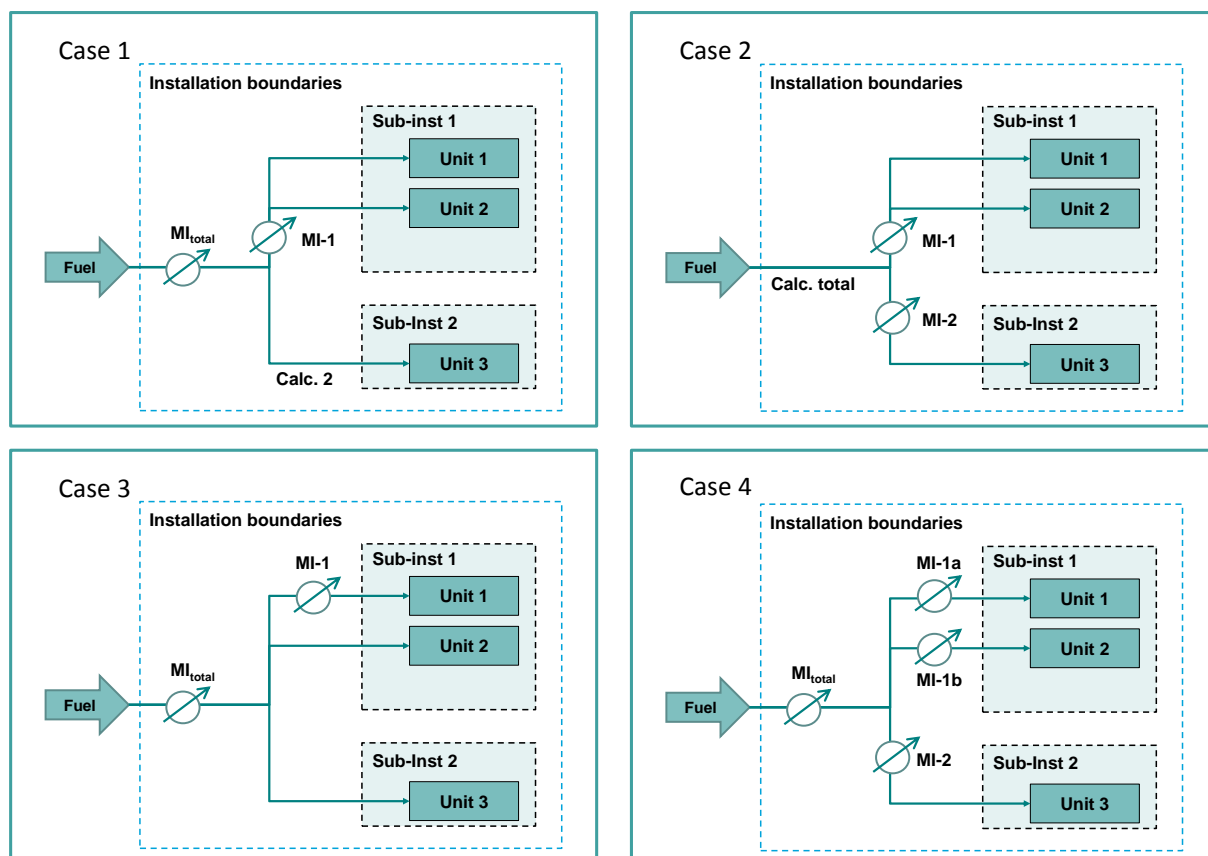 Case 1
Installation boundaries
Sub-inst 1
Unit 1
Unit 2
MItotal
MI-1
Fuel
Sub-Inst 2
Unit 3
Calc. 2
Case 2
Installation boundaries
Sub-inst 1
Unit 1
Unit 2
MI-1
Fuel
Calc. total
MI-2
Sub-Inst 2
Unit 3
Case 3
Installation boundaries
Sub-inst 1
MI-1
Unit 1
Unit 2
MItotal
Fuel
Sub-Inst 2
Unit 3
Case 4
Installation boundaries
MI-1a
Sub-inst 1
Unit 1
Unit 2
MI-1b
MItotal
Fuel
MI-2
Sub-Inst 2
Unit 3